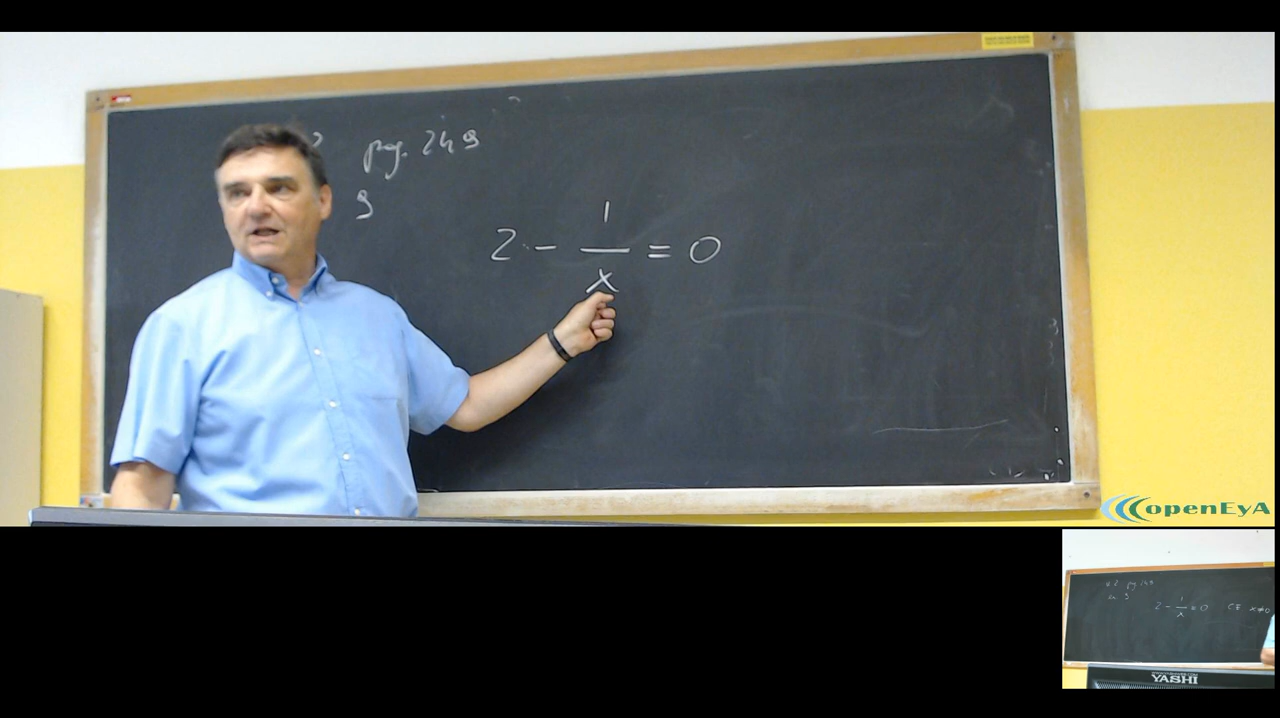 pag. 249
9
2 - 1/x = 0
openEyA
2 - 1/x = 0 C.E. x≠0
YASHI